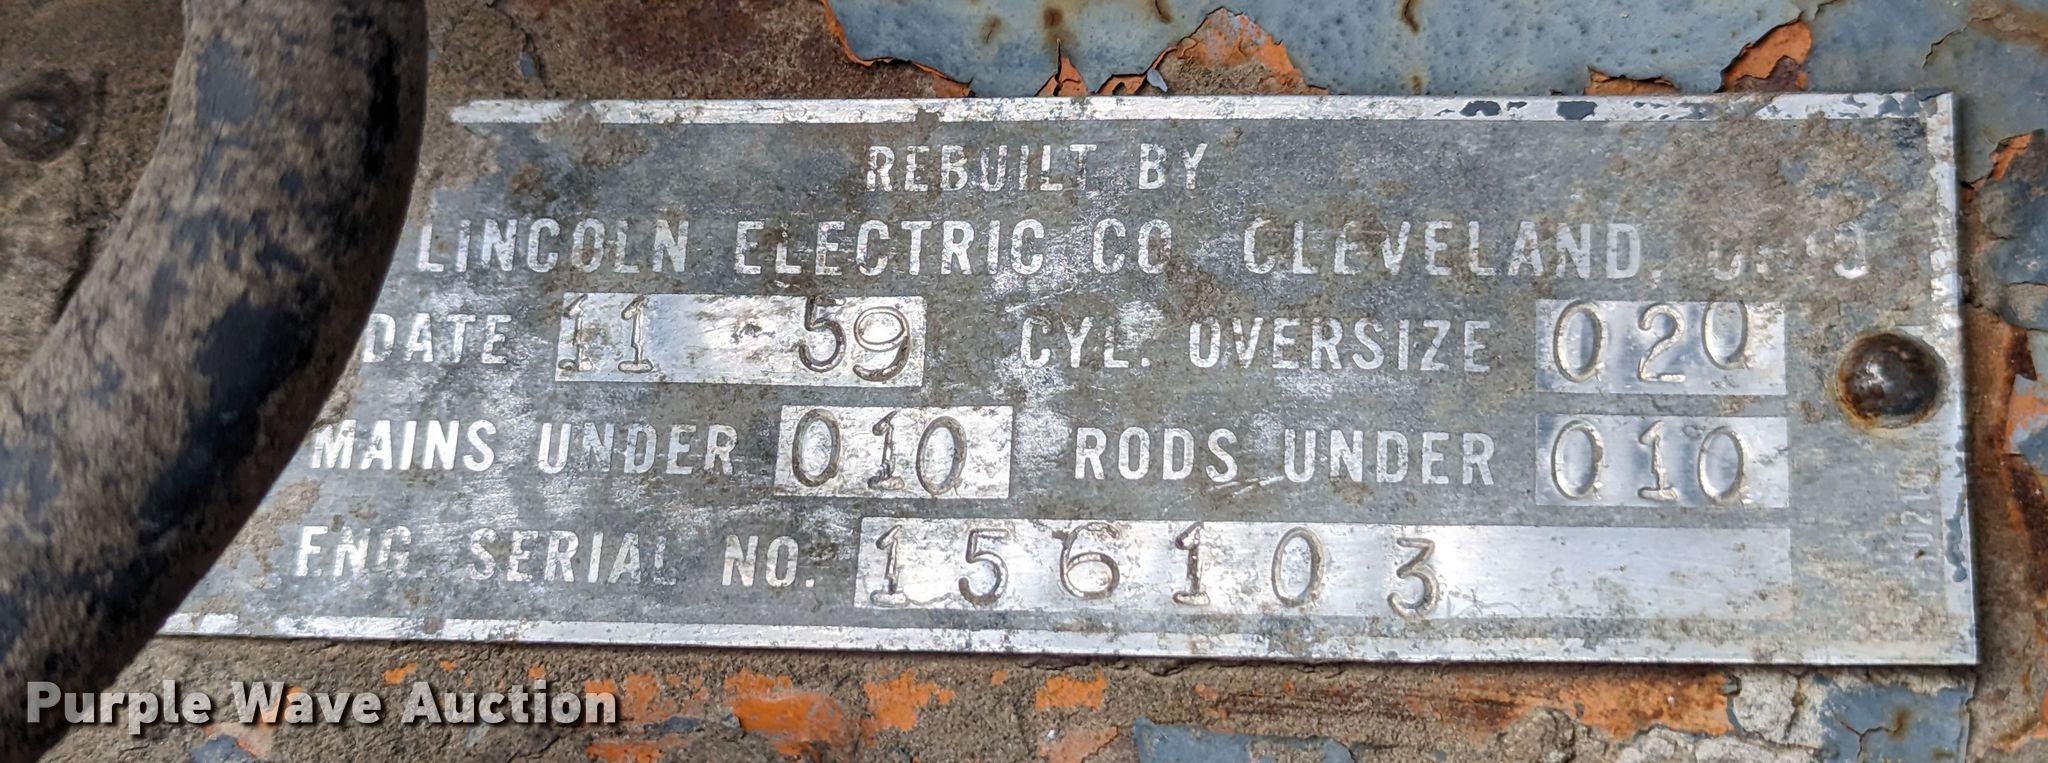 REBUILT BY
LINCOLN ELECTRIC CO. CLEVELAND, OHIO
DATE 11 59 CYL. OVERSIZE 020
MAINS UNDER 010 RODS UNDER 010
ENG. SERIAL NO. 156103
Purple Wave Auction